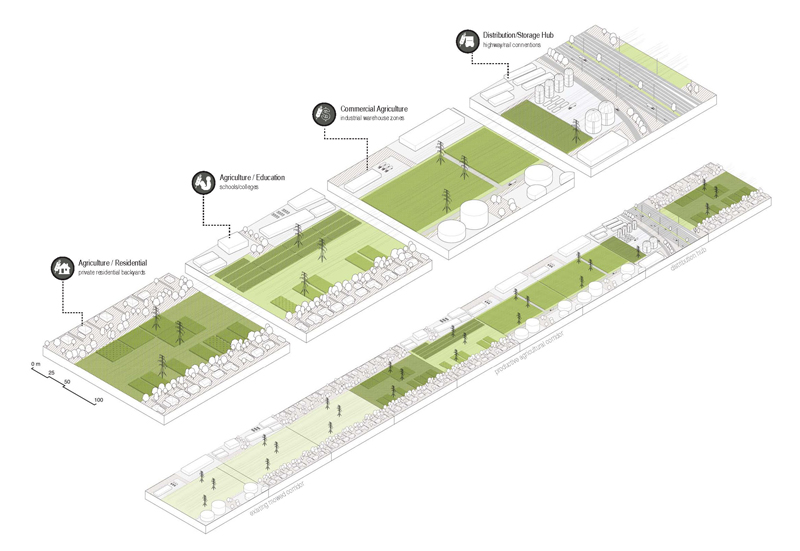 Distribution/Storage Hub
highway/rail connentions
Commercial Agriculture
industrial warehouse zones
Agriculture / Education
schools/colleges
Agriculture / Residential
private residential backyards
0 m
25
50
100
distribution hub
productive agricultural corridor
existing mowed corridor